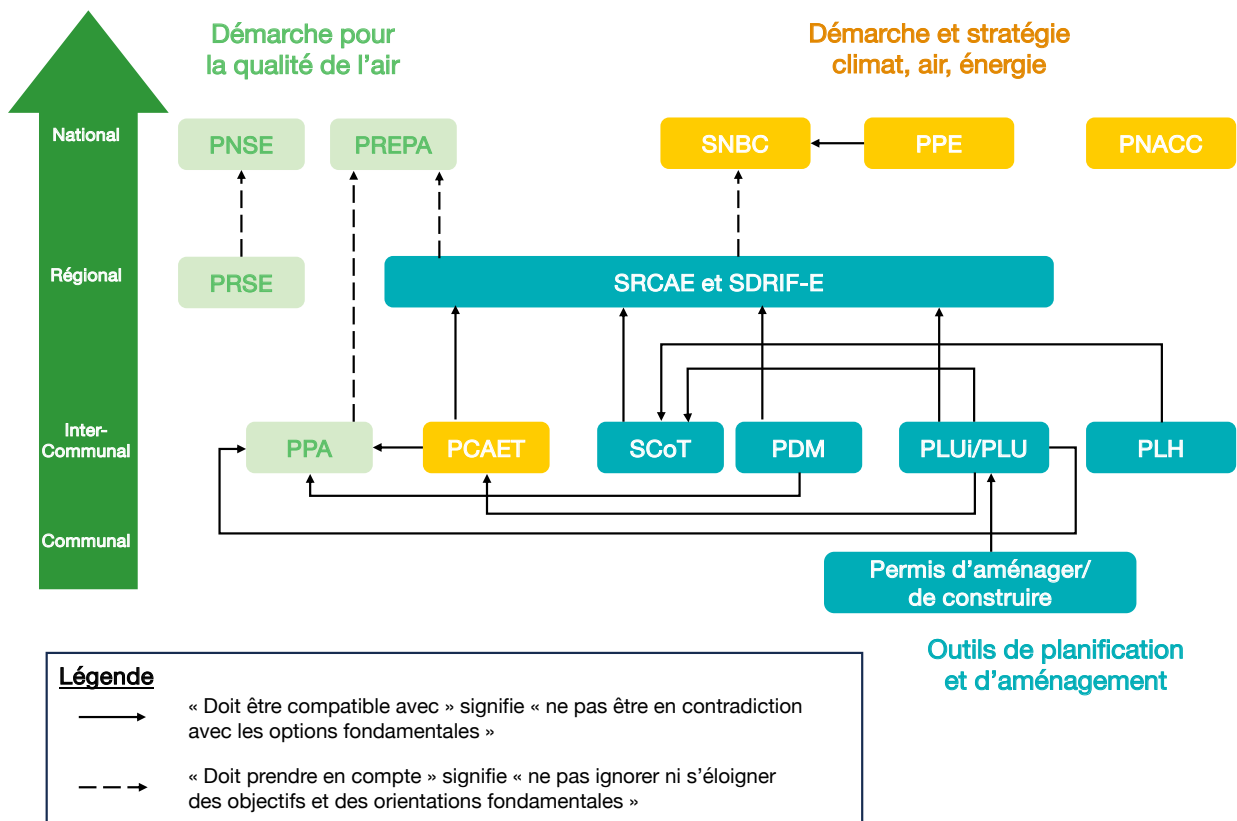 Démarche pour
la qualité de l’air
Démarche et stratégie
climat, air, énergie
National
PNSE
PREPA
SNBC
PPE
PNACC
Régional
PRSE
SRCAE et SDRIF-E
Inter-
Communal
PPA
PCAET
SCoT
PDM
PLUi/PLU
PLH
Communal
Permis d’aménager/
de construire
Outils de planification
et d’aménagement
Légende
« Doit être compatible avec » signifie « ne pas être en contradiction
avec les options fondamentales »
« Doit prendre en compte » signifie « ne pas ignorer ni s’éloigner
des objectifs et des orientations fondamentales »